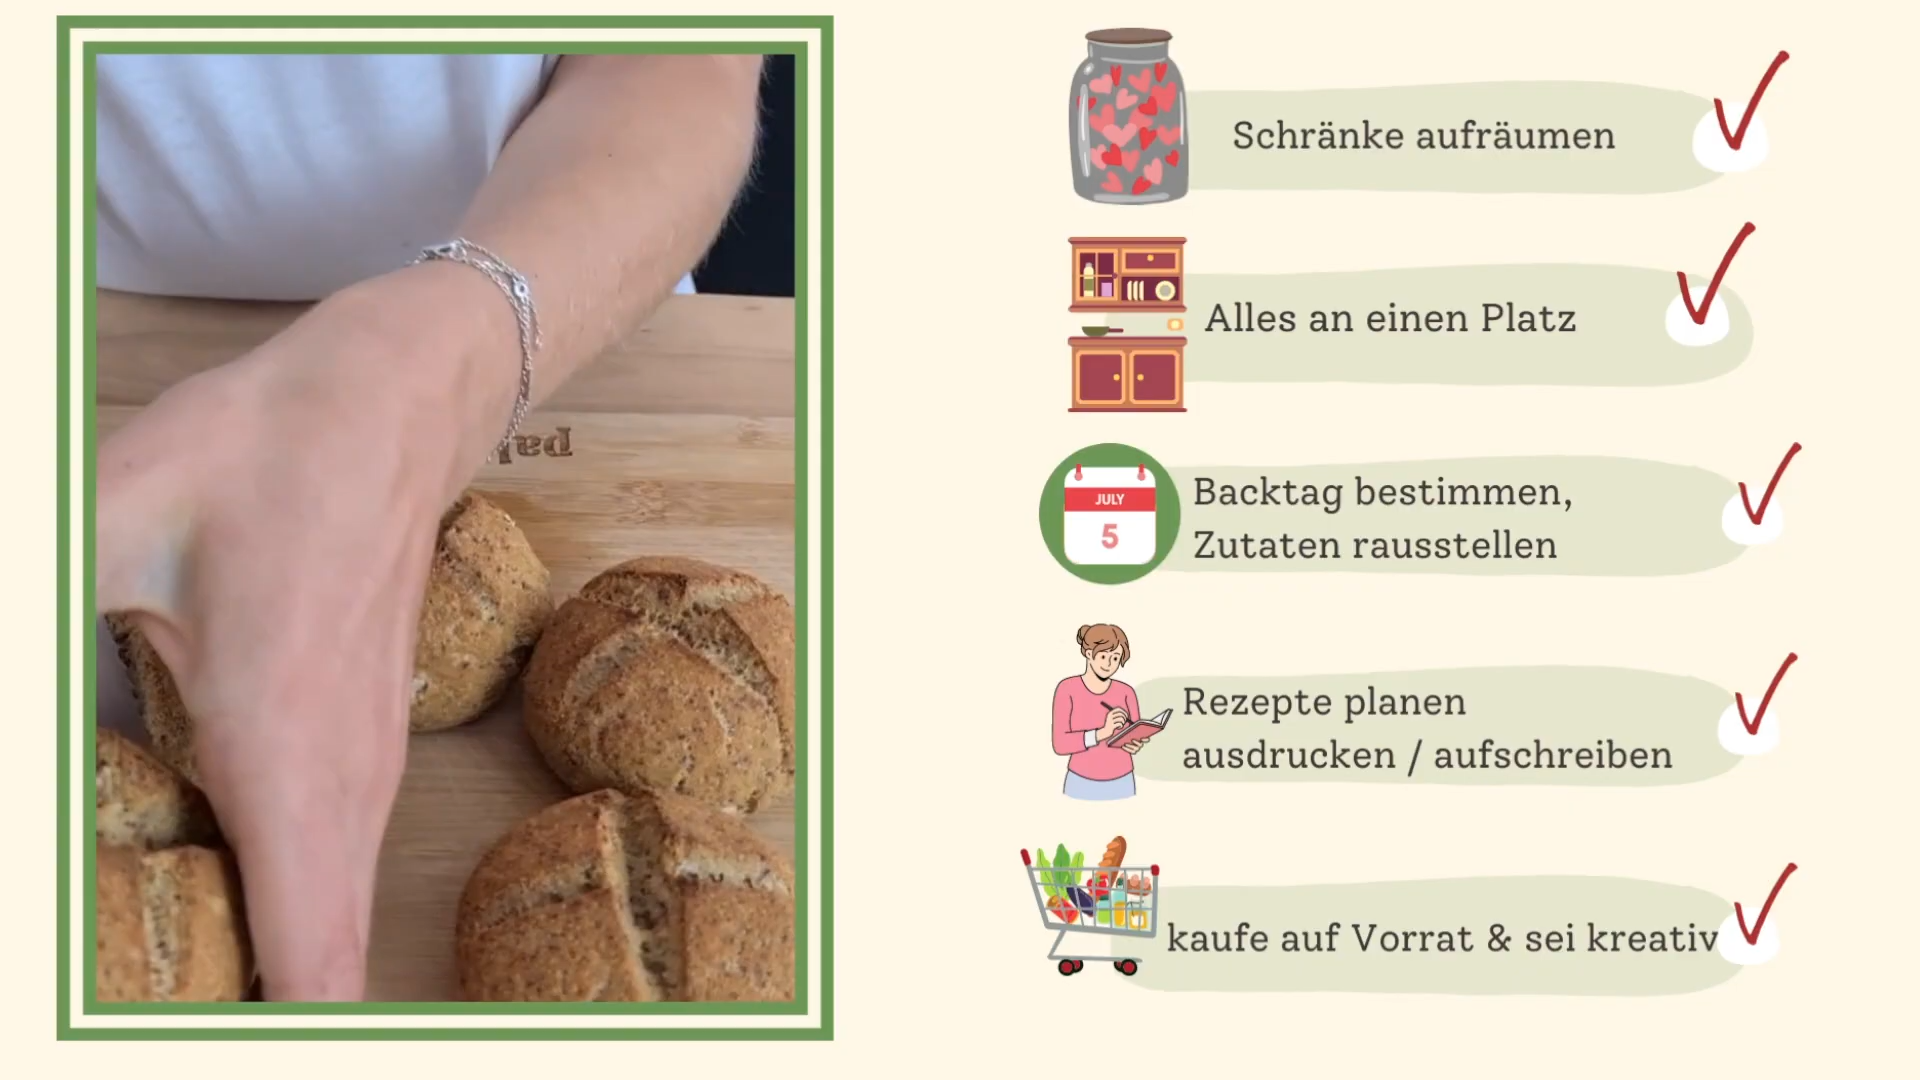 Schränke aufräumen
Alles an einen Platz
JULY
5
Backtag bestimmen,
Zutaten rausstellen
Rezepte planen
ausdrucken / aufschreiben
kaufe auf Vorrat & sei kreativ